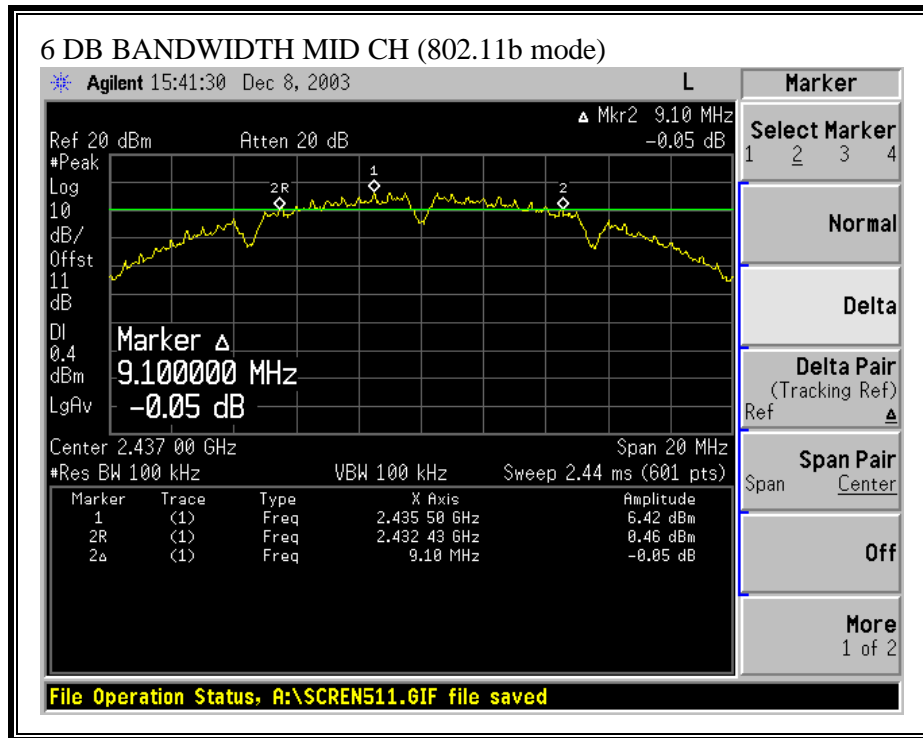 6 DB BANDWIDTH MID CH (802.11b mode)
Agilent 15:41:30 Dec 8, 2003 L
Marker
Δ Mkr2 9.10 MHz
Ref 20 dBm Atten 20 dB -0.05 dB
#Peak
Log
10
dB/
Offst
11
dB
DI
0.4
dBm
LgAv
2R
1
2
Marker Δ
9.100000 MHz
-0.05 dB
Center 2.437 00 GHz Span 20 MHz
#Res BW 100 kHz VBW 100 kHz Sweep 2.44 ms (601 pts)
Marker Trace Type X Axis Amplitude
1 (1) Freq 2.435 50 GHz 6.42 dBm
2R (1) Freq 2.432 43 GHz 0.46 dBm
2Δ (1) Freq 9.10 MHz -0.05 dB
Select Marker
1 2 3 4
Normal
Delta
Delta Pair
(Tracking Ref)
Ref Δ
Span Pair
Span Center
Off
More
1 of 2
File Operation Status, A:\SCREN511.GIF file saved